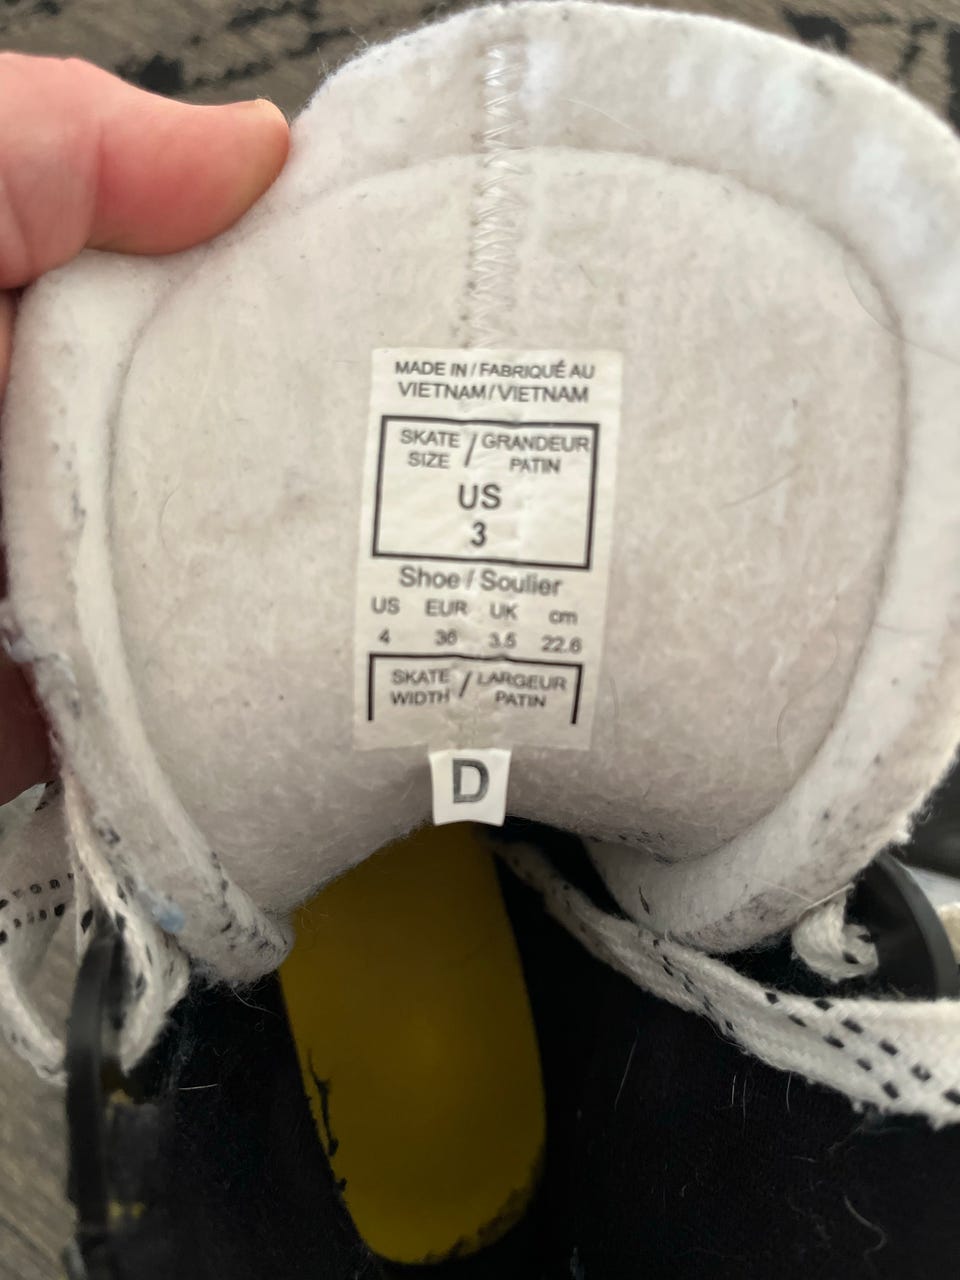 MADE IN / FABRIQUÉ AU
VIETNAM / VIETNAM
SKATE / GRANDEUR
SIZE PATIN
US
3
Shoe / Soulier
US EUR UK cm
4 36 3.5 22.6
SKATE / LARGEUR
WIDTH PATIN
D